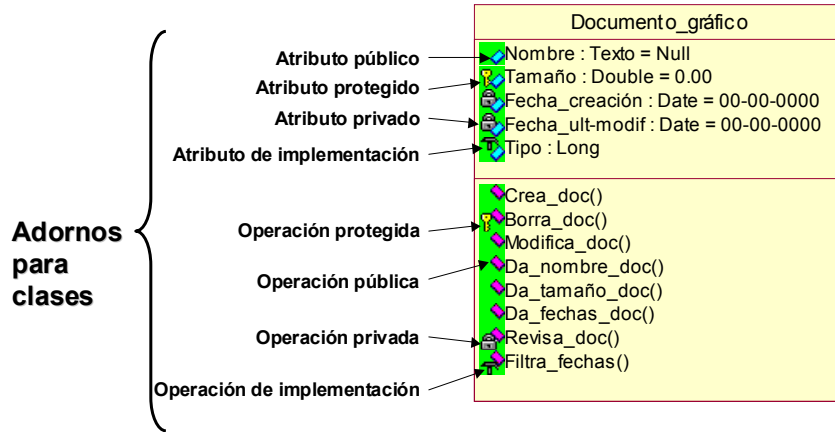 Documento_gráfico
Atributo público
Nombre : Texto = Null
Atributo protegido
Tamaño : Double = 0.00
Atributo privado
Fecha_creación : Date = 00-00-0000
Fecha_ult-modif : Date = 00-00-0000
Atributo de implementación
Tipo : Long
Adornos
para
clases
Crea_doc()
Operación protegida
Borra_doc()
Modifica_doc()
Operación pública
Da_nombre_doc()
Da_tamaño_doc()
Da_fechas_doc()
Operación privada
Revisa_doc()
Operación de implementación
Filtra_fechas()